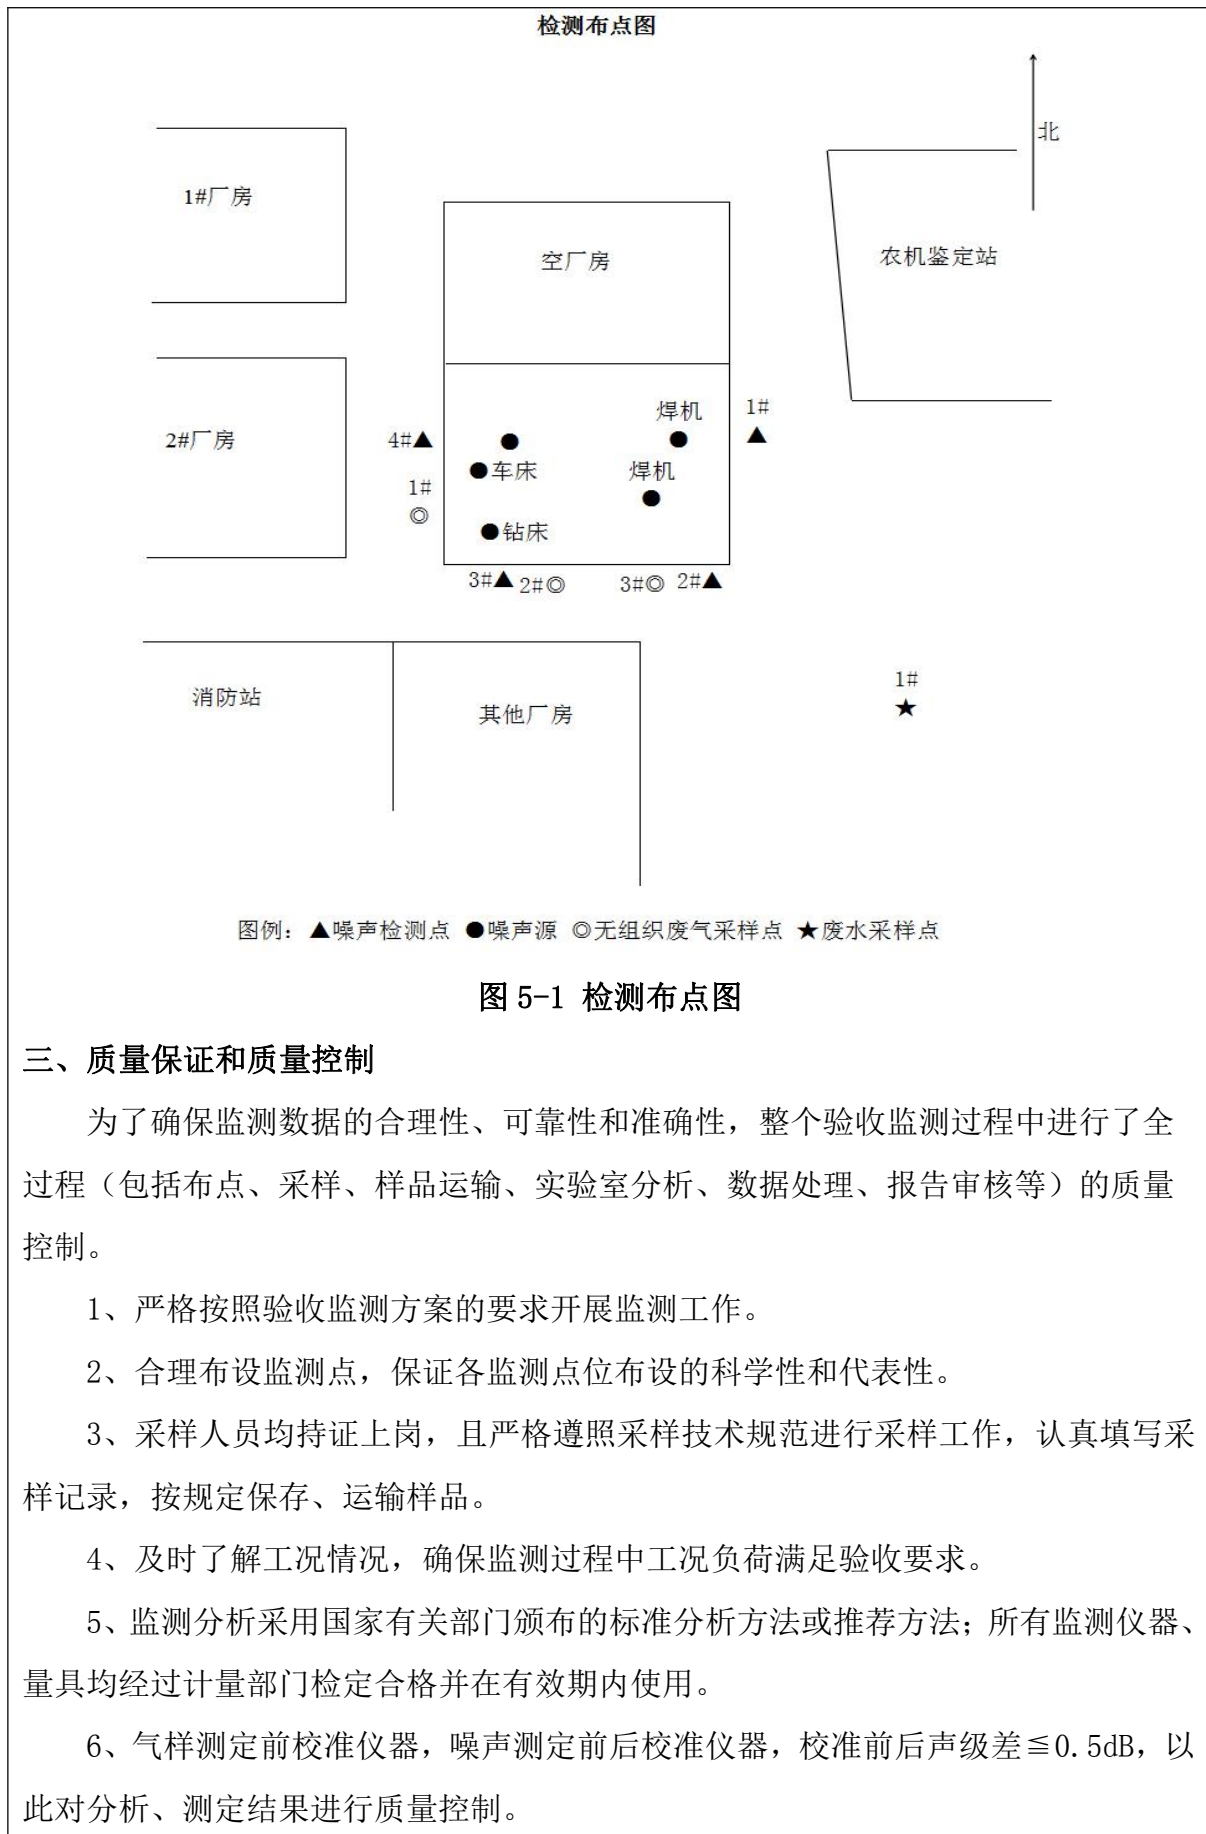 检测布点图
北
1#厂房
空厂房
农机鉴定站
焊机
1#
▲
2#厂房
4#▲
●
●
●车床
焊机
●
1#
◎
●钻床
3#▲ 2#◎ 3#◎ 2#▲
消防站
其他厂房
1#
★
图例：▲噪声检测点 ●噪声源 ◎无组织废气采样点 ★废水采样点
图 5-1 检测布点图
三、质量保证和质量控制
为了确保监测数据的合理性、可靠性和准确性，整个验收监测过程中进行了全
过程（包括布点、采样、样品运输、实验室分析、数据处理、报告审核等）的质量
控制。
1、严格按照验收监测方案的要求开展监测工作。
2、合理布设监测点，保证各监测点位布设的科学性和代表性。
3、采样人员均持证上岗，且严格遵照采样技术规范进行采样工作，认真填写采
样记录，按规定保存、运输样品。
4、及时了解工况情况，确保监测过程中工况负荷满足验收要求。
5、监测分析采用国家有关部门颁布的标准分析方法或推荐方法；所有监测仪器、
量具均经过计量部门检定合格并在有效期内使用。
6、气样测定前校准仪器，噪声测定前后校准仪器，校准前后声级差≦0.5dB，以
此对分析、测定结果进行质量控制。